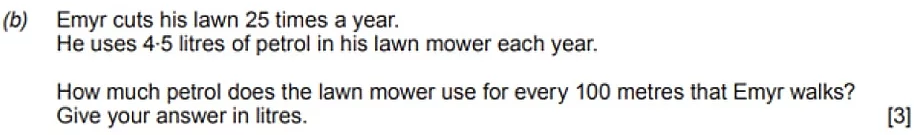 (b) Emyr cuts his lawn 25 times a year.
He uses 4·5 litres of petrol in his lawn mower each year.
How much petrol does the lawn mower use for every 100 metres that Emyr walks?
Give your answer in litres. [3]